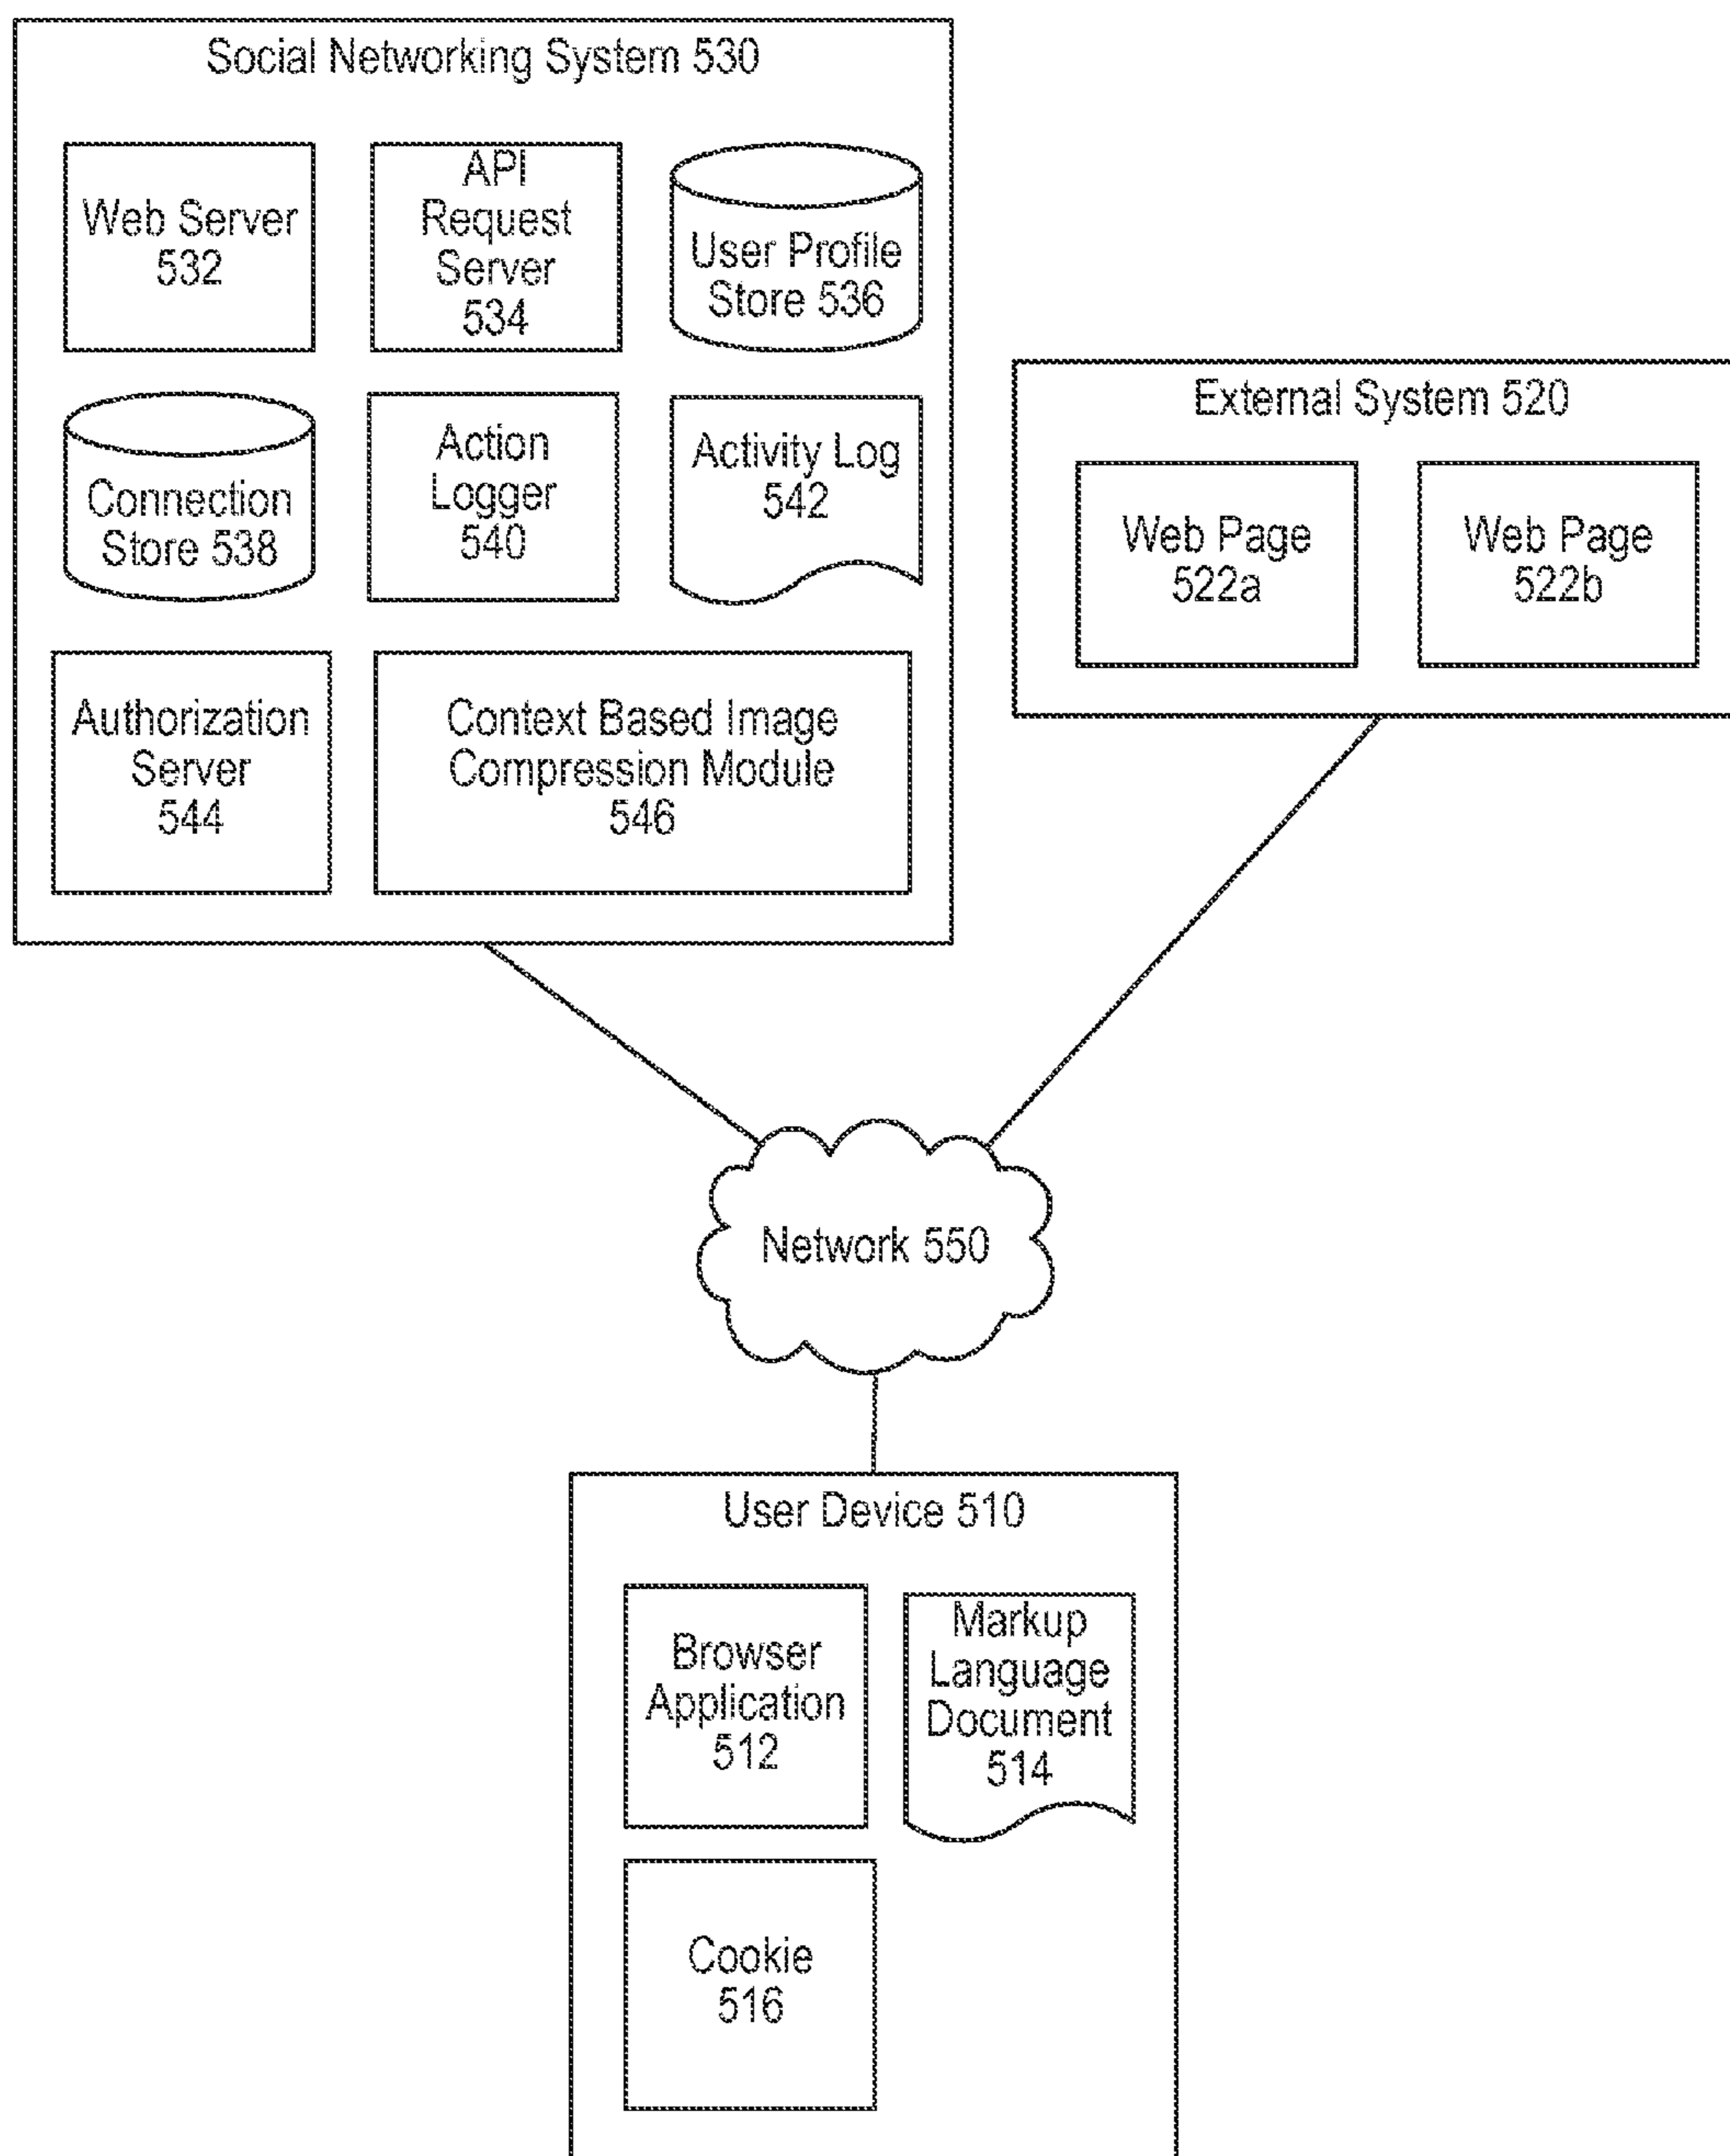 Social Networking System 530
Web Server
532
API
Request
Server
534
User Profile
Store 536
Connection
Store 538
Action
Logger
540
Activity Log
542
Authorization
Server
544
Context Based Image
Compression Module
546
External System 520
Web Page
522a
Web Page
522b
Network 550
User Device 510
Browser
Application
512
Markup
Language
Document
514
Cookie
516